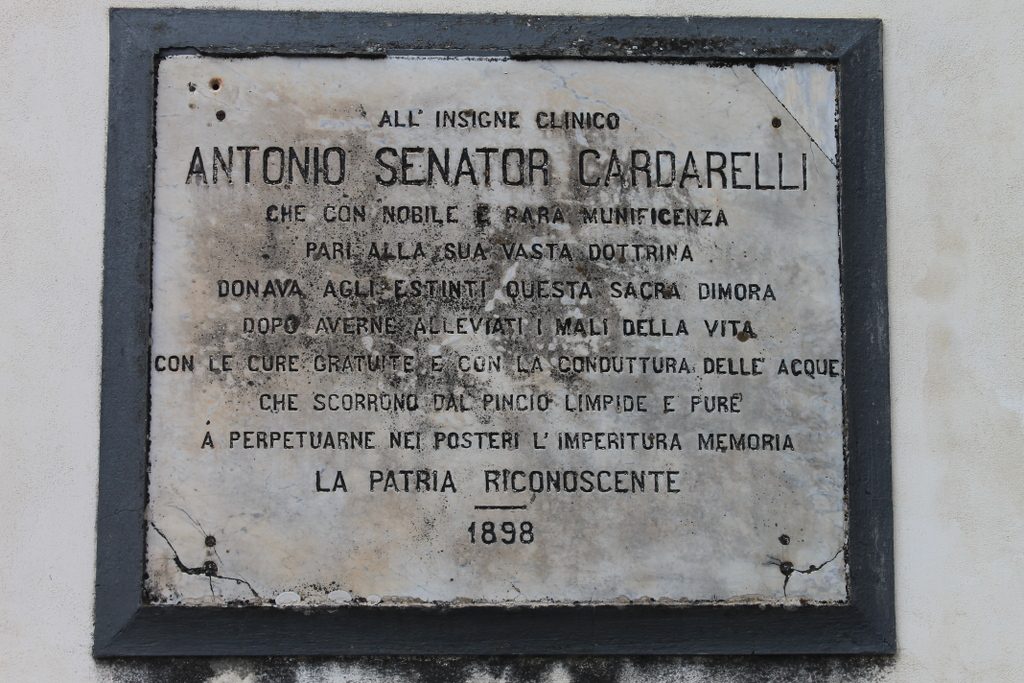 ALL' INSIGNE CLINICO
ANTONIO SENATOR CARDARELLI
CHE CON NOBILE E RARA MUNIFICENZA
PARI ALLA SUA VASTA DOTTRINA
DONAVA AGLI ESTINTI QUESTA SACRA DIMORA
DOPO AVERNE ALLEVIATI I MALI DELLA VITA
CON LE CURE GRATUITE E CON LA CONDUTTURA DELLE ACQUE
CHE SCORRONO DAL PINCIO LIMPIDE E PURE
A PERPETUARNE NEI POSTERI L' IMPERITURA MEMORIA
LA PATRIA RICONOSCENTE
1898